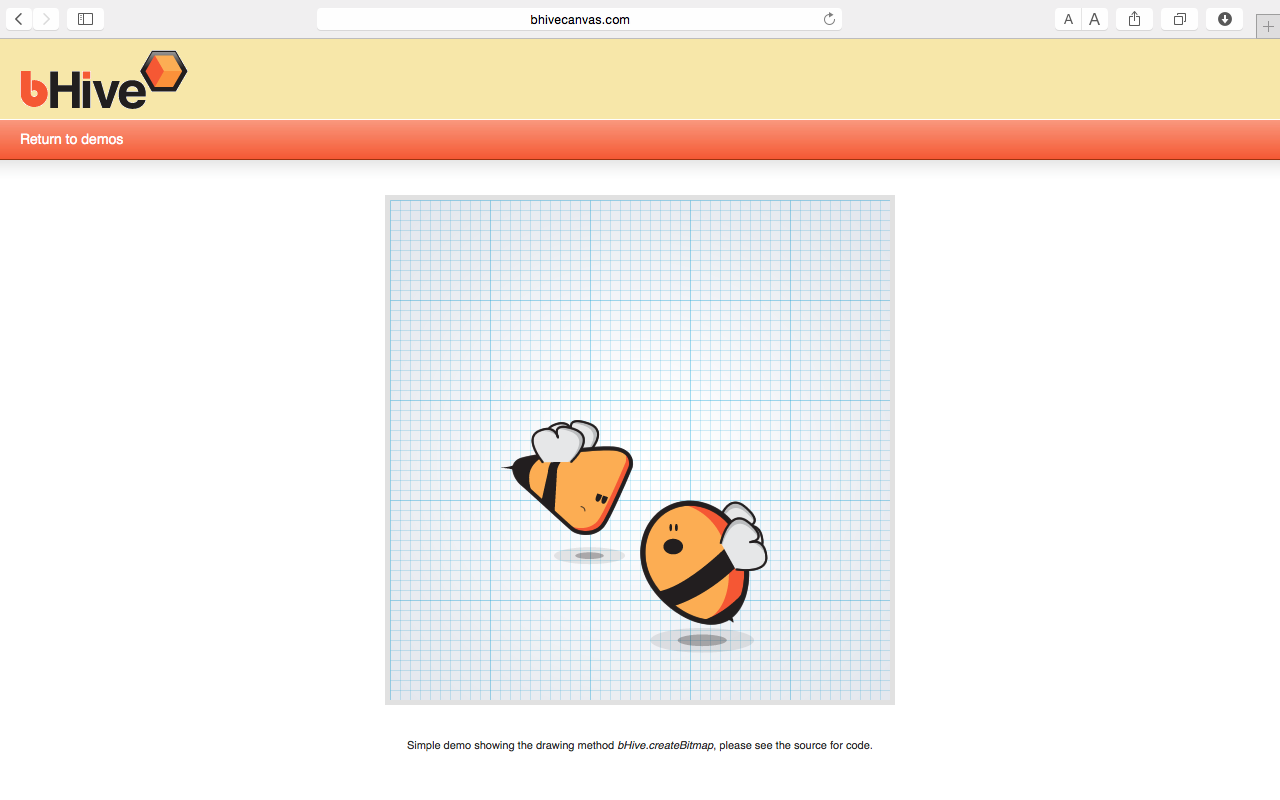 bhivecanvas.com
A A
bHive
Return to demos
Simple demo showing the drawing method bHive.createBitmap, please see the source for code.